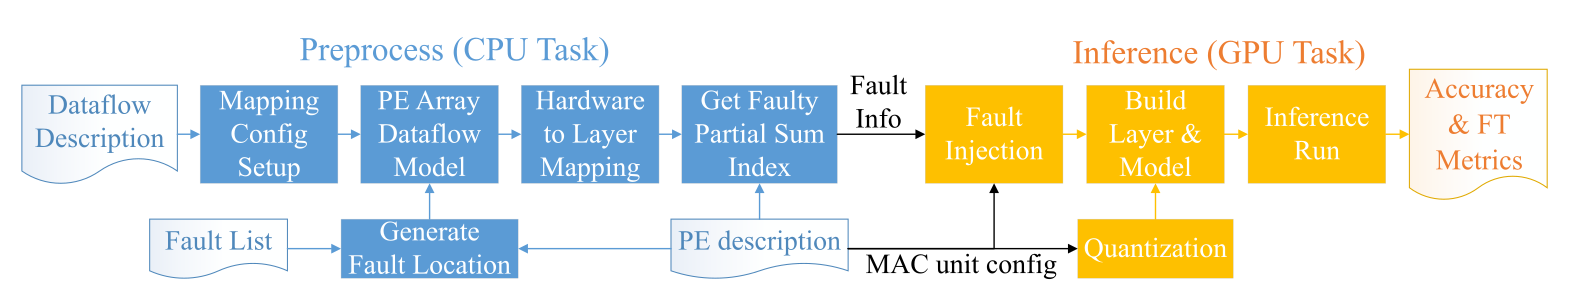 Preprocess (CPU Task)
Inference (GPU Task)
Dataflow
Description
Mapping
Config
Setup
PE Array
Dataflow
Model
Hardware
to Layer
Mapping
Get Faulty
Partial Sum
Index
Fault
Info
Fault
Injection
Build
Layer &
Model
Inference
Run
Accuracy
& FT
Metrics
Fault List
Generate
Fault Location
PE description
MAC unit config
Quantization